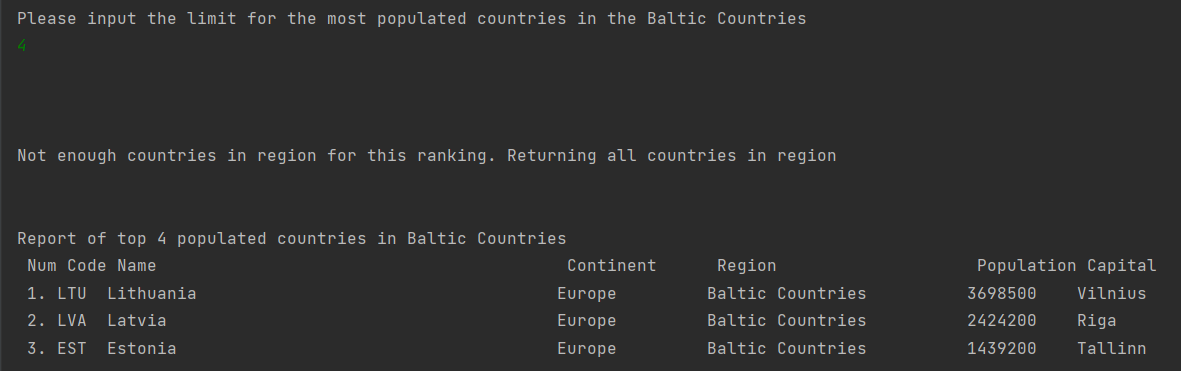 Please input the limit for the most populated countries in the Baltic Countries
4
Not enough countries in region for this ranking. Returning all countries in region
Report of top 4 populated countries in Baltic Countries
Num Code Name Continent Region Population Capital
1. LTU Lithuania Europe Baltic Countries 3698500 Vilnius
2. LVA Latvia Europe Baltic Countries 2424200 Riga
3. EST Estonia Europe Baltic Countries 1439200 Tallinn